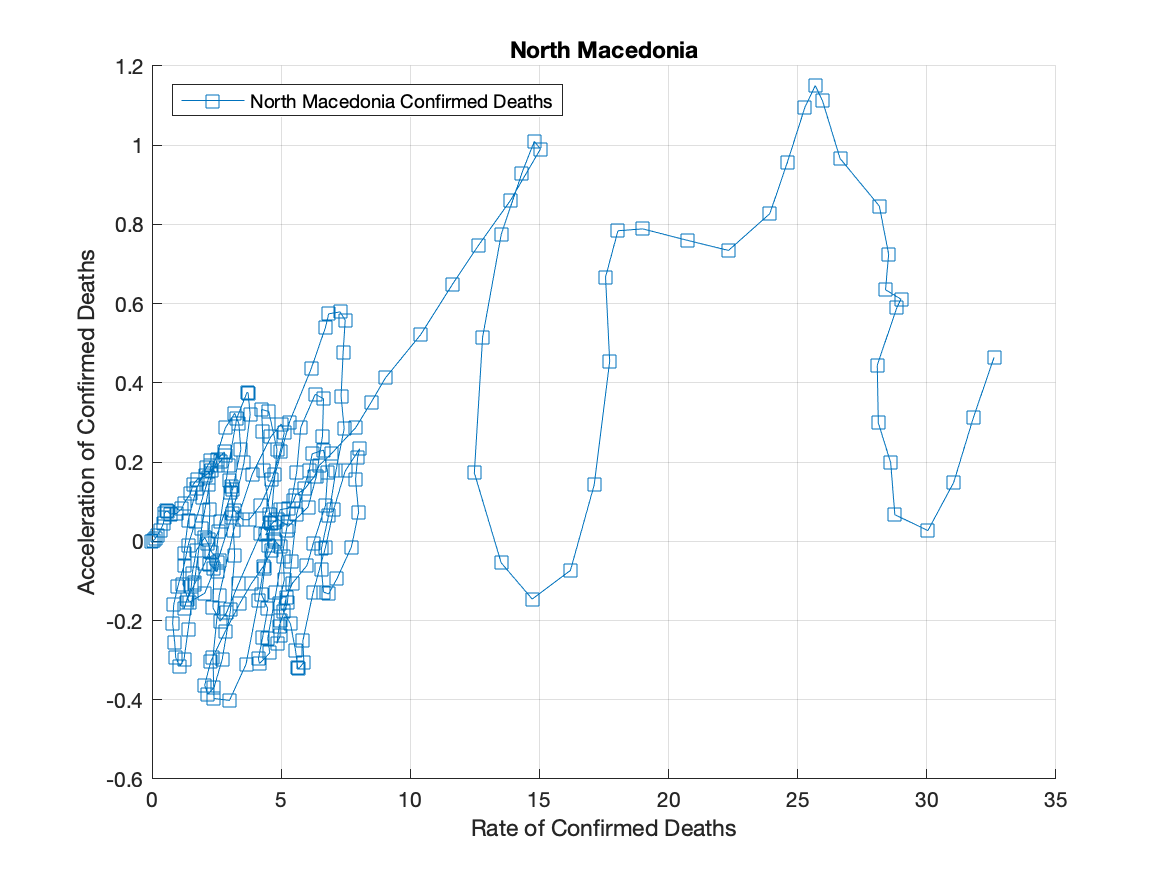 North Macedonia
1.2
1
0.8
0.6
0.4
0.2
0
-0.2
-0.4
-0.6
North Macedonia Confirmed Deaths
Acceleration of Confirmed Deaths
0 5 10 15 20 25 30 35
Rate of Confirmed Deaths